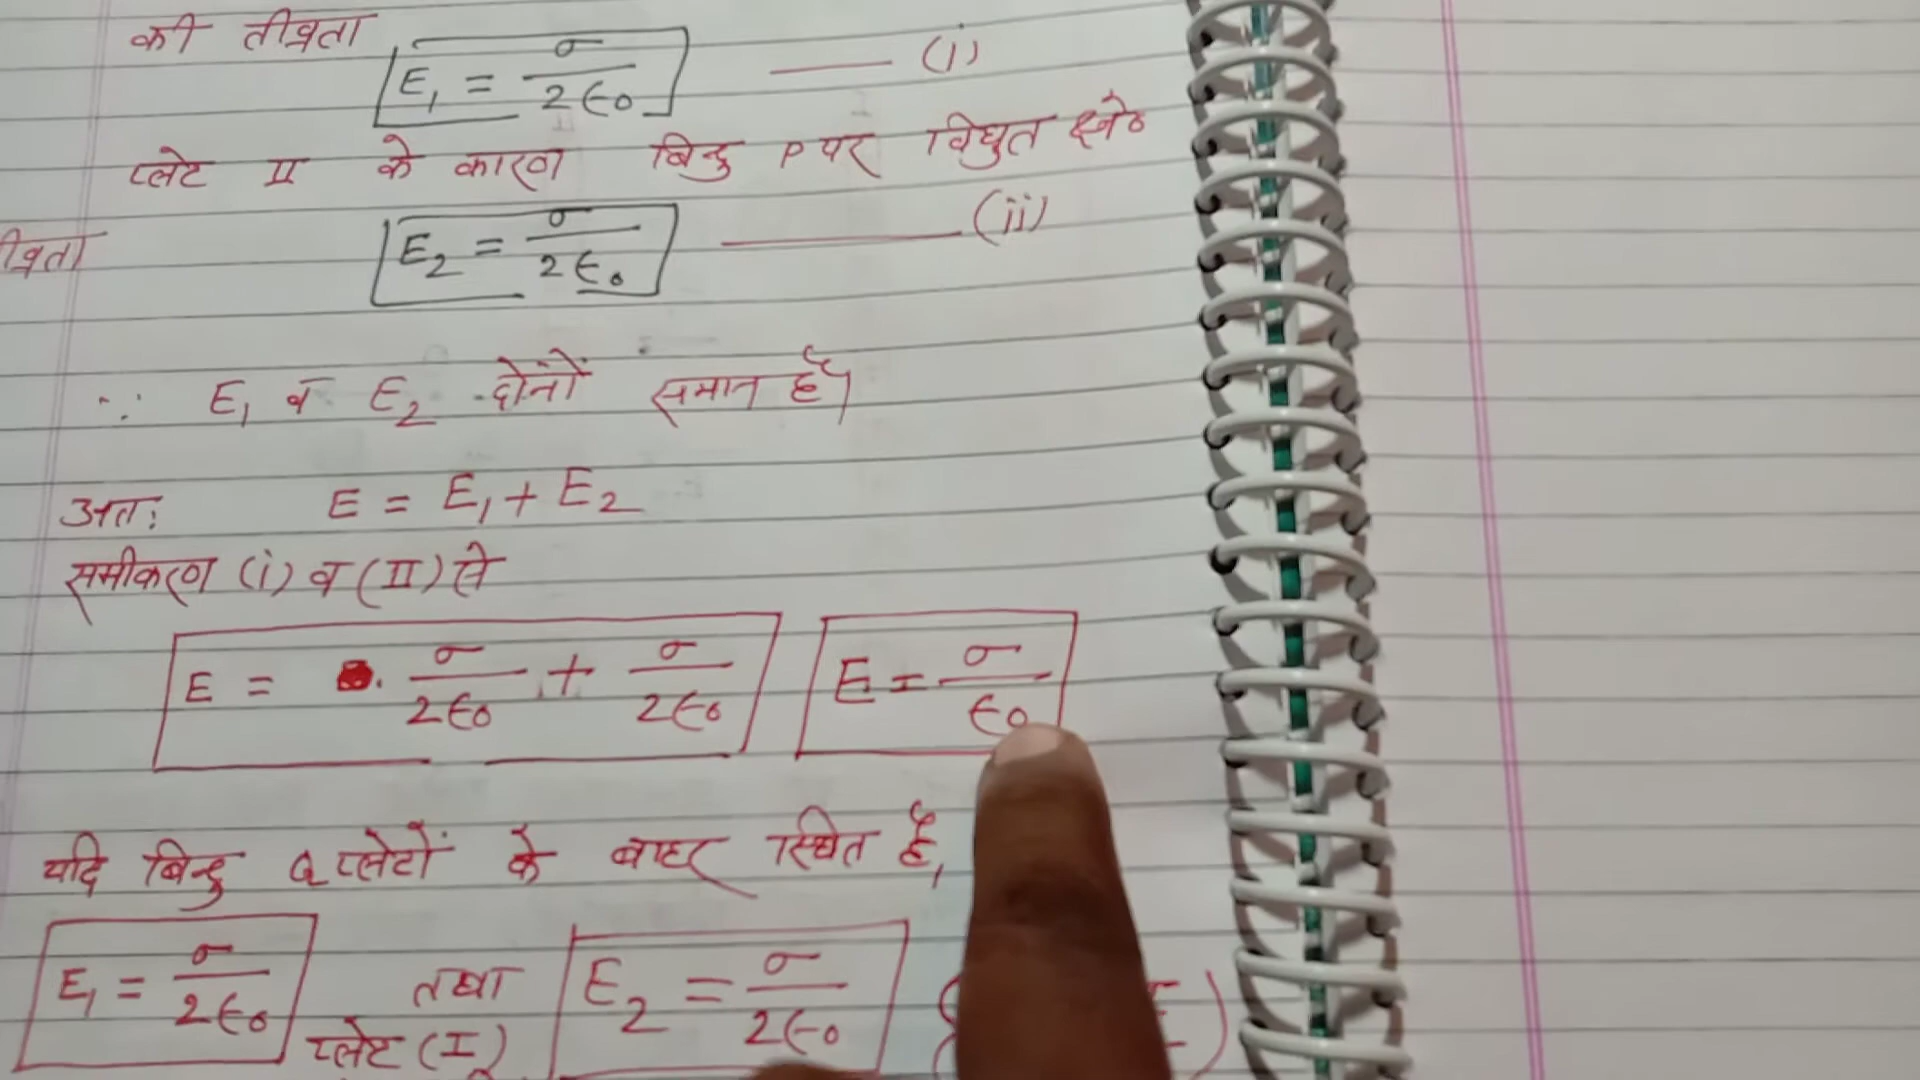 की तीव्रता
E₁ = σ/2ϵ₀ —— (i)
प्लेट II के कारण बिन्दु P पर विघुत क्षेत्र
तीव्रता E₂ = σ/2ϵ₀ —— (ii)
∵ E₁ व E₂ दोनों समान हैं।
अतः E = E₁ + E₂
समीकरण (i) व (II) से
E = σ/2ϵ₀ + σ/2ϵ₀ E = σ/ϵ₀
यदि बिन्दु Q प्लेटों के बाहर स्थित है,
E₁ = σ/2ϵ₀ तथा E₂ = σ/2ϵ₀
प्लेट (I)